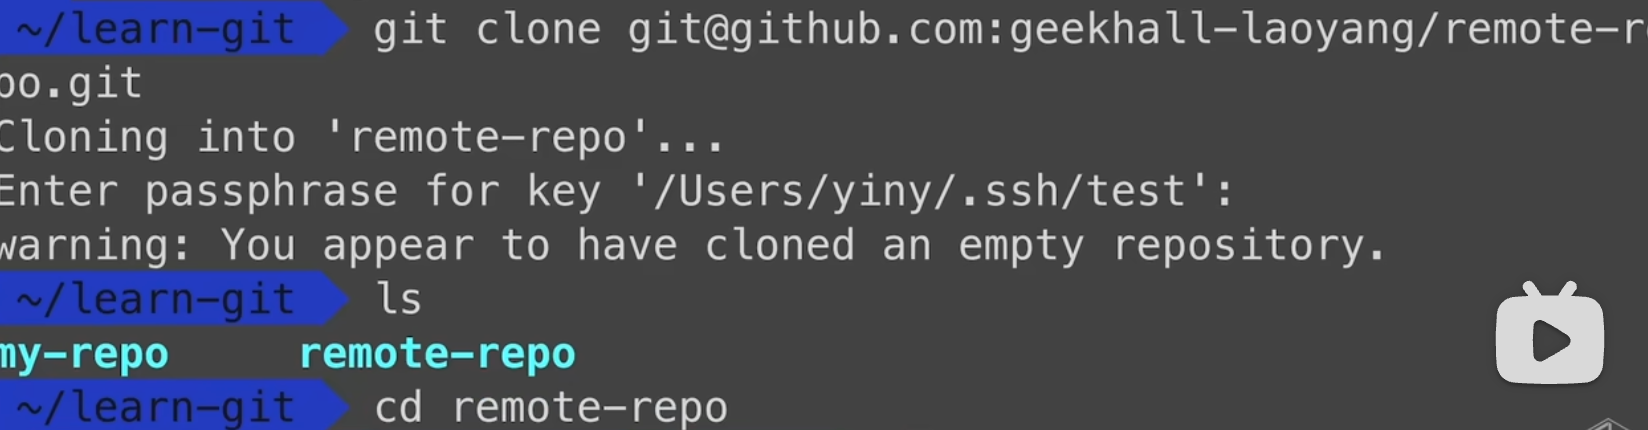 ~/learn-git git clone git@github.com:geekhall-laoyang/remote-re
po.git
Cloning into 'remote-repo'...
Enter passphrase for key '/Users/yiny/.ssh/test':
warning: You appear to have cloned an empty repository.
~/learn-git ls
my-repo remote-repo
~/learn-git cd remote-repo